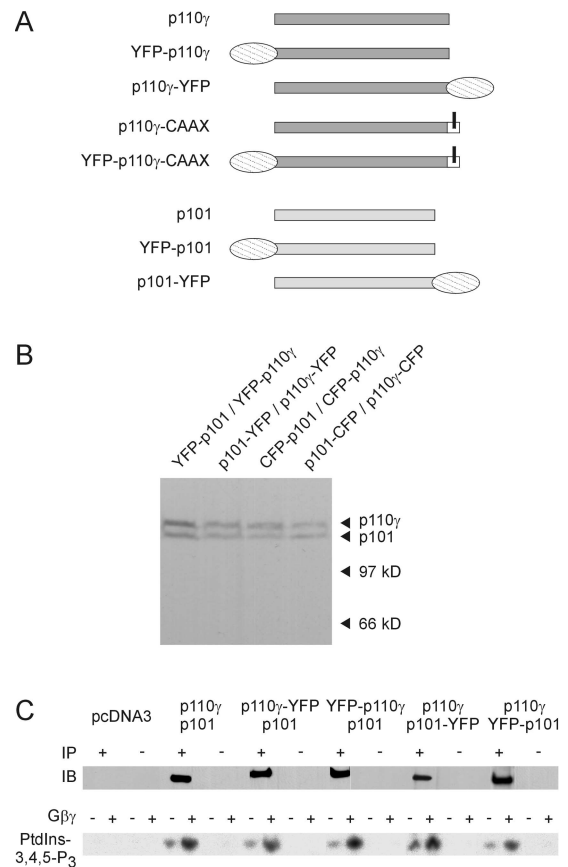 A
p110γ
YFP-p110γ
p110γ-YFP
p110γ-CAAX
YFP-p110γ-CAAX
p101
YFP-p101
p101-YFP
B
YFP-p101 / YFP-p110γ
p101-YFP / p110γ-YFP
CFP-p101 / CFP-p110γ
p101-CFP / p110γ-CFP
p110γ
p101
97 kD
66 kD
C
pcDNA3 p110γ p101 p110γ-YFP p101 YFP-p110γ p101 p110γ p101-YFP p110γ YFP-p101
IP + - + - + - + - + - + -
IB
Gβγ - + - + - + - + - + - + - + - + - + - + - + - +
PtdIns-
3,4,5-P3